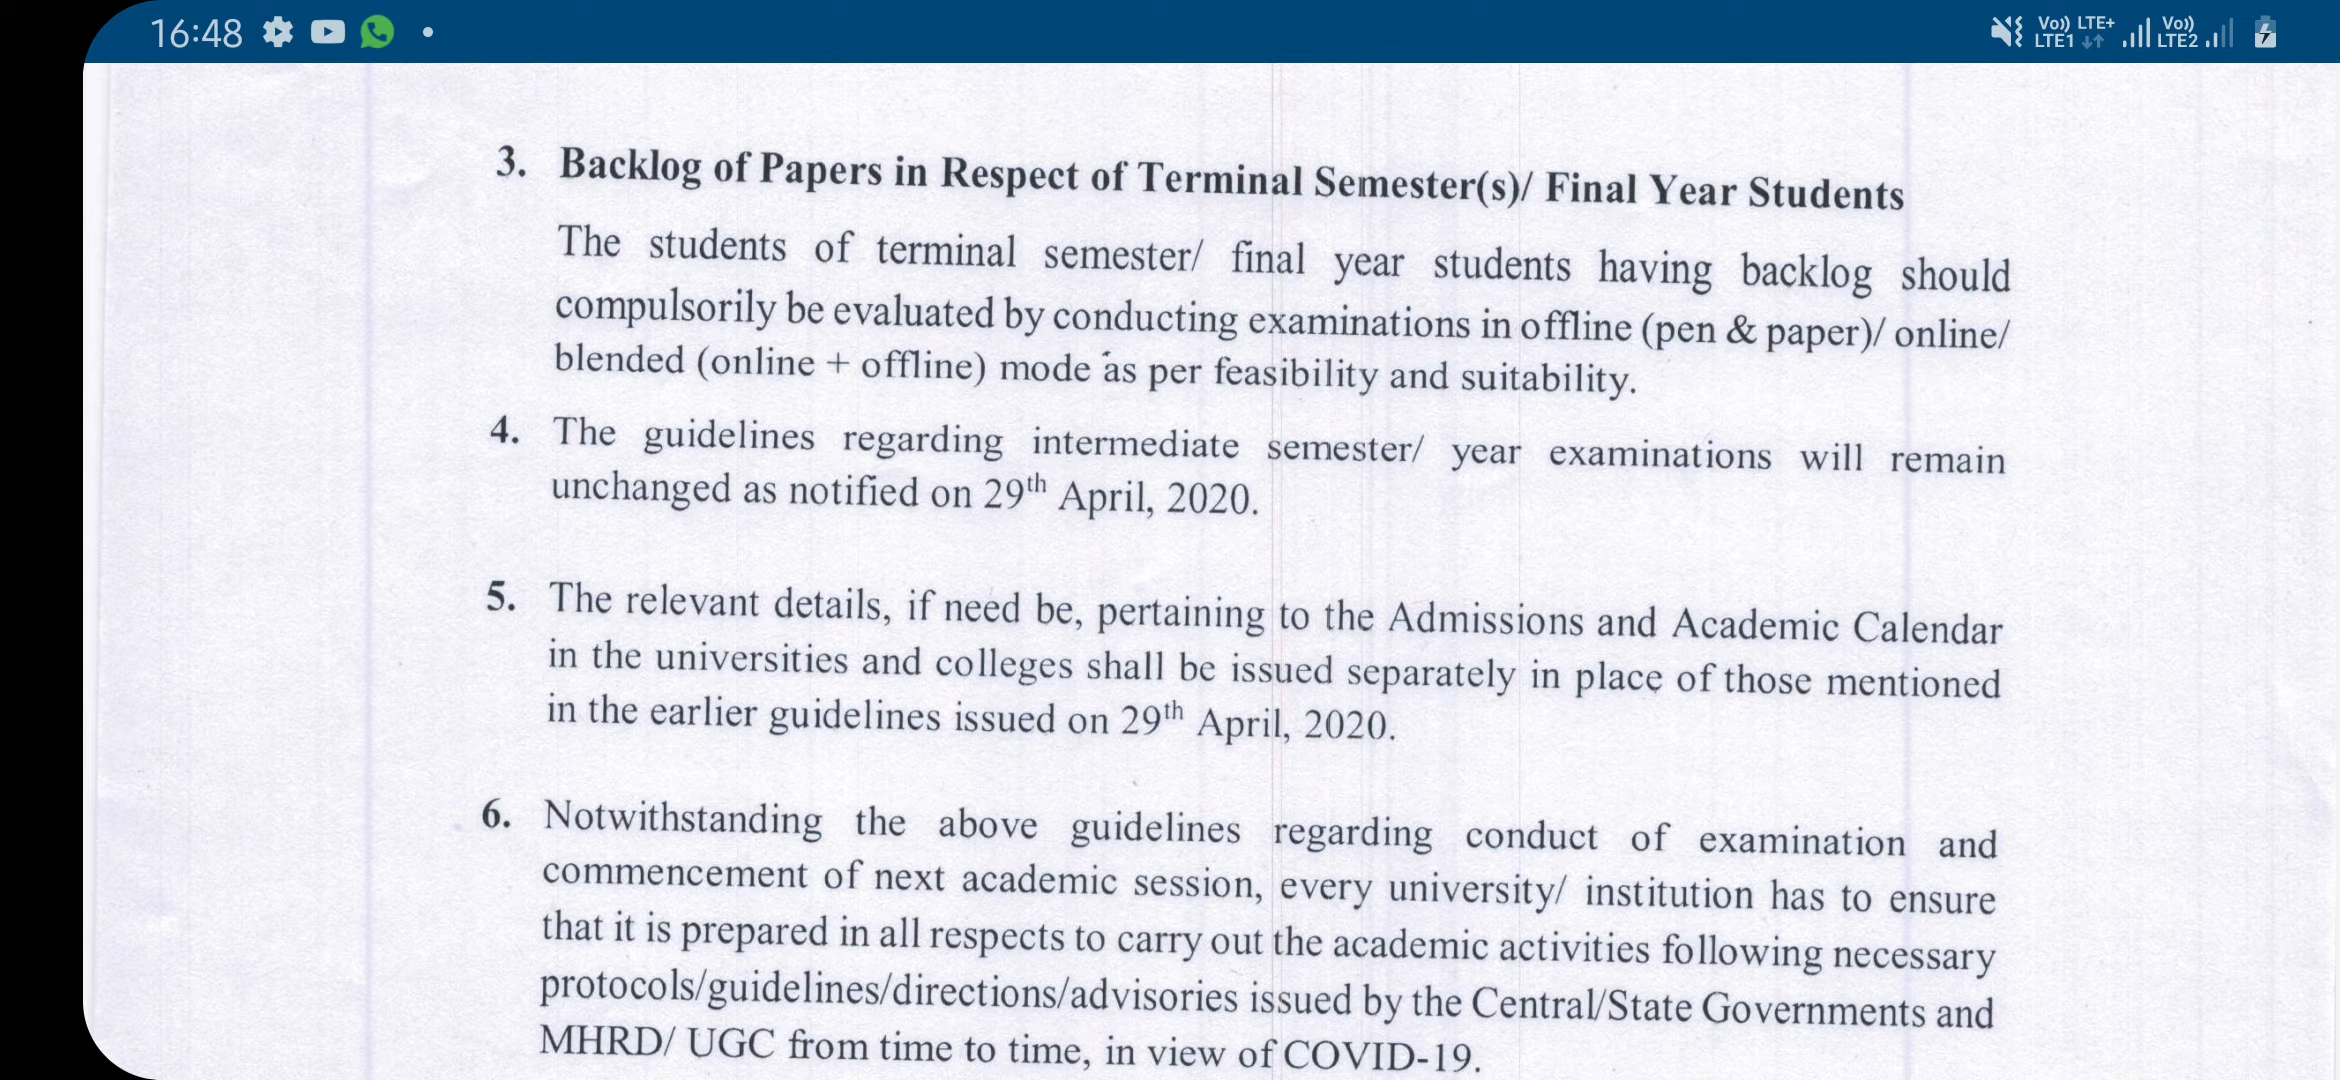 16:48
Vo)) LTE+
LTE1
Vo))
LTE2
3. Backlog of Papers in Respect of Terminal Semester(s)/ Final Year Students
The students of terminal semester/ final year students having backlog should
compulsorily be evaluated by conducting examinations in offline (pen & paper)/ online/
blended (online + offline) mode as per feasibility and suitability.
4. The guidelines regarding intermediate semester/ year examinations will remain
unchanged as notified on 29th April, 2020.
5. The relevant details, if need be, pertaining to the Admissions and Academic Calendar
in the universities and colleges shall be issued separately in place of those mentioned
in the earlier guidelines issued on 29th April, 2020.
6. Notwithstanding the above guidelines regarding conduct of examination and
commencement of next academic session, every university/ institution has to ensure
that it is prepared in all respects to carry out the academic activities following necessary
protocols/guidelines/directions/advisories issued by the Central/State Governments and
MHRD/ UGC from time to time, in view of COVID-19.